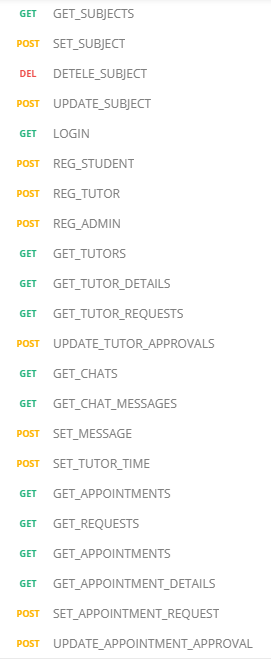 GET GET_SUBJECTS
POST SET_SUBJECT
DEL DETELE_SUBJECT
POST UPDATE_SUBJECT
GET LOGIN
POST REG_STUDENT
POST REG_TUTOR
POST REG_ADMIN
GET GET_TUTORS
GET GET_TUTOR_DETAILS
GET GET_TUTOR_REQUESTS
POST UPDATE_TUTOR_APPROVALS
GET GET_CHATS
GET GET_CHAT_MESSAGES
POST SET_MESSAGE
POST SET_TUTOR_TIME
GET GET_APPOINTMENTS
GET GET_REQUESTS
GET GET_APPOINTMENTS
GET GET_APPOINTMENT_DETAILS
POST SET_APPOINTMENT_REQUEST
POST UPDATE_APPOINTMENT_APPROVAL